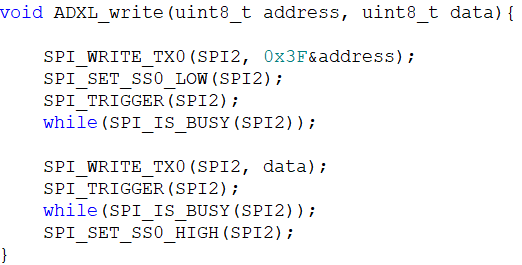 void ADXL_write(uint8_t address, uint8_t data){
SPI_WRITE_TX0(SPI2, 0x3F&address);
SPI_SET_SS0_LOW(SPI2);
SPI_TRIGGER(SPI2);
while(SPI_IS_BUSY(SPI2));
SPI_WRITE_TX0(SPI2, data);
SPI_TRIGGER(SPI2);
while(SPI_IS_BUSY(SPI2));
SPI_SET_SS0_HIGH(SPI2);
}